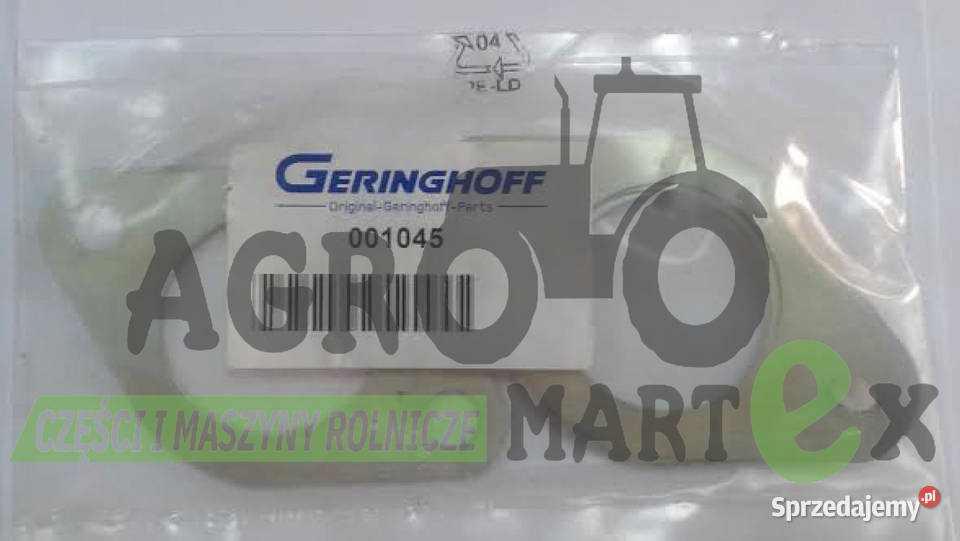 04
PE-LD
GERINGHOFF
Original-Geringhoff-Parts
001045
AGRO
MARTeX
CZĘŚCI I MASZYNY ROLNICZE
Sprzedajemy.pl